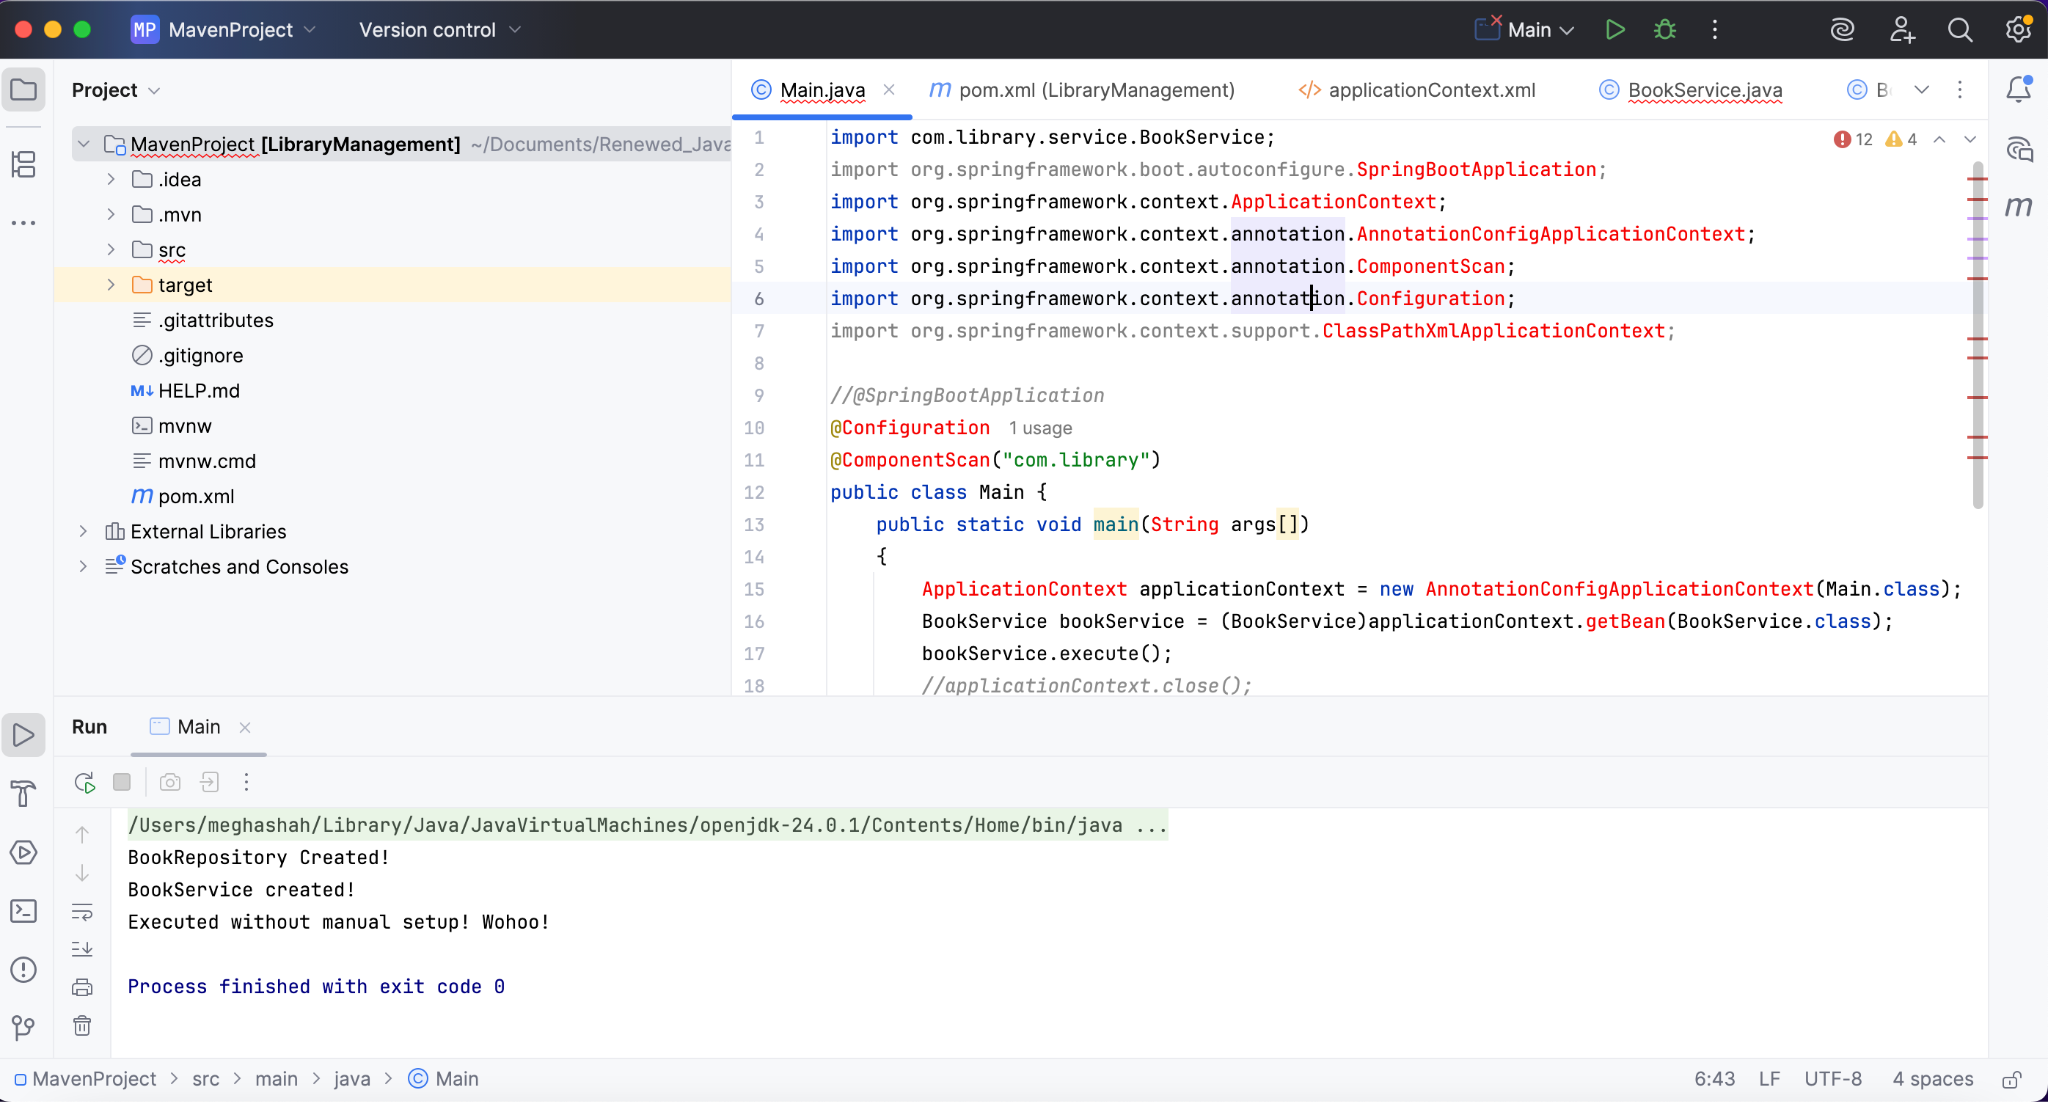 MP MavenProject Version control Main
Project
MavenProject [LibraryManagement] ~/Documents/Renewed_Java
.idea
.mvn
src
target
.gitattributes
.gitignore
M↓ HELP.md
mvnw
mvnw.cmd
m pom.xml
External Libraries
Scratches and Consoles
Main.java m pom.xml (LibraryManagement) </> applicationContext.xml BookService.java
12 4
1 import com.library.service.BookService;
2 import org.springframework.boot.autoconfigure.SpringBootApplication;
3 import org.springframework.context.ApplicationContext;
4 import org.springframework.context.annotation.AnnotationConfigApplicationContext;
5 import org.springframework.context.annotation.ComponentScan;
6 import org.springframework.context.annotation.Configuration;
7 import org.springframework.context.support.ClassPathXmlApplicationContext;
8
9 //@SpringBootApplication
10 @Configuration 1 usage
11 @ComponentScan("com.library")
12 public class Main {
13 public static void main(String args[])
14 {
15 ApplicationContext applicationContext = new AnnotationConfigApplicationContext(Main.class);
16 BookService bookService = (BookService)applicationContext.getBean(BookService.class);
17 bookService.execute();
18 //applicationContext.close();
m
Run Main
/Users/meghashah/Library/Java/JavaVirtualMachines/openjdk-24.0.1/Contents/Home/bin/java ...
BookRepository Created!
BookService created!
Executed without manual setup! Wohoo!
Process finished with exit code 0
MavenProject > src > main > java > Main 6:43 LF UTF-8 4 spaces